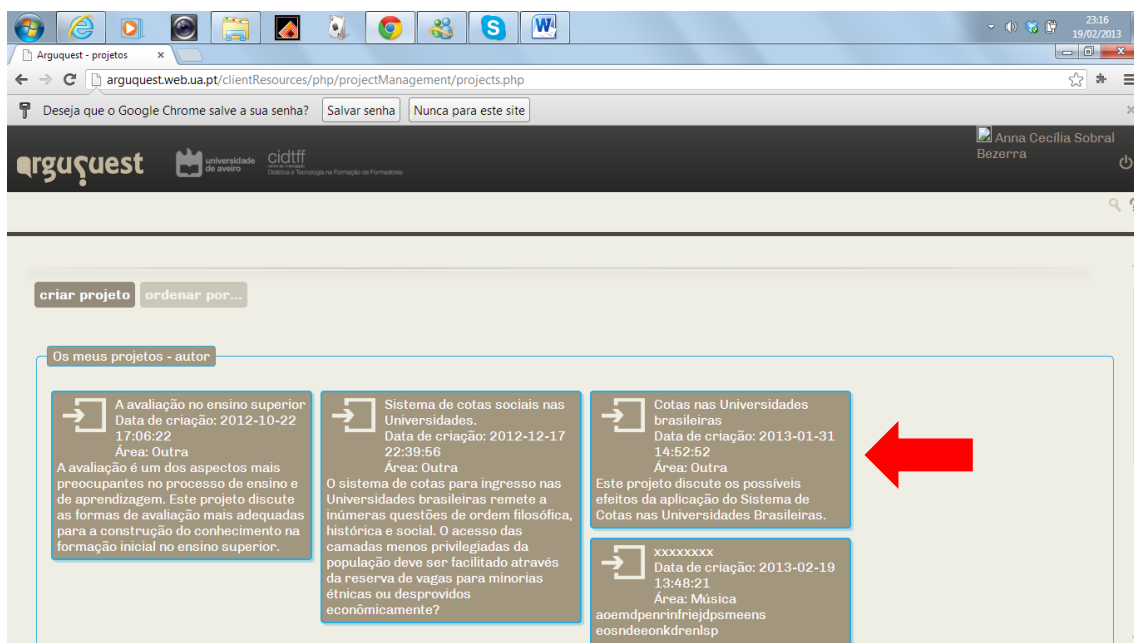 23:16
19/02/2013
Arguquest - projetos
arguquest.web.ua.pt/clientResources/php/projectManagement/projects.php
Deseja que o Google Chrome salve a sua senha? Salvar senha Nunca para este site
arguquest
universidade
de aveiro
cidtff
Didática e Tecnologia na Formação de Formadores
Anna Cecília Sobral
Bezerra
criar projeto ordenar por...
Os meus projetos - autor
A avaliação no ensino superior
Data de criação: 2012-10-22
17:06:22
Área: Outra
A avaliação é um dos aspectos mais
preocupantes no processo de ensino e
de aprendizagem. Este projeto discute
as formas de avaliação mais adequadas
para a construção do conhecimento na
formação inicial no ensino superior.
Sistema de cotas sociais nas
Universidades.
Data de criação: 2012-12-17
22:39:56
Área: Outra
O sistema de cotas para ingresso nas
Universidades brasileiras remete a
inúmeras questões de ordem filosófica,
histórica e social. O acesso das
camadas menos privilegiadas da
população deve ser facilitado através
da reserva de vagas para minorias
étnicas ou desprovidos
econômicamente?
Cotas nas Universidades
brasileiras
Data de criação: 2013-01-31
14:52:52
Área: Outra
Este projeto discute os possíveis
efeitos da aplicação do Sistema de
Cotas nas Universidades Brasileiras.
xxxxxxxx
Data de criação: 2013-02-19
13:48:21
Área: Música
aoemdpenrinfriejdpsmeens
eosndeeonkdrenlsp